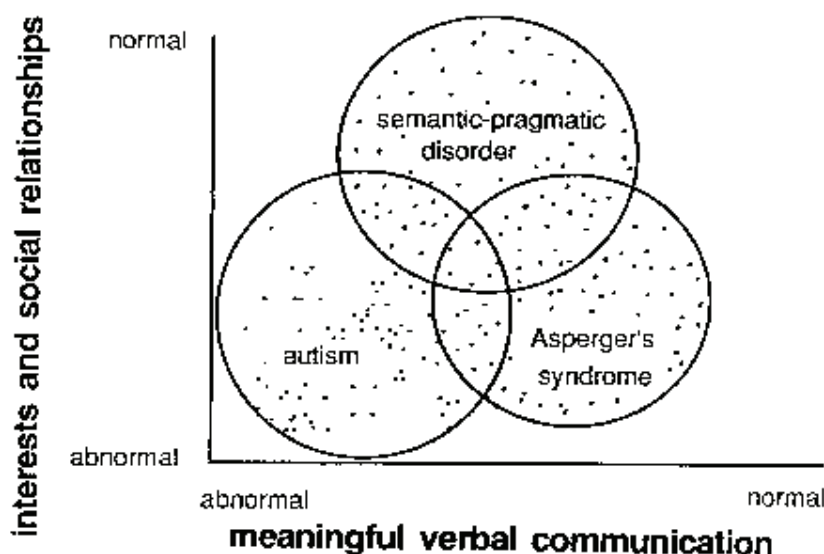 interests and social relationships
normal
semantic-pragmatic
disorder
autism
Asperger's
syndrome
abnormal
abnormal
normal
meaningful verbal communication